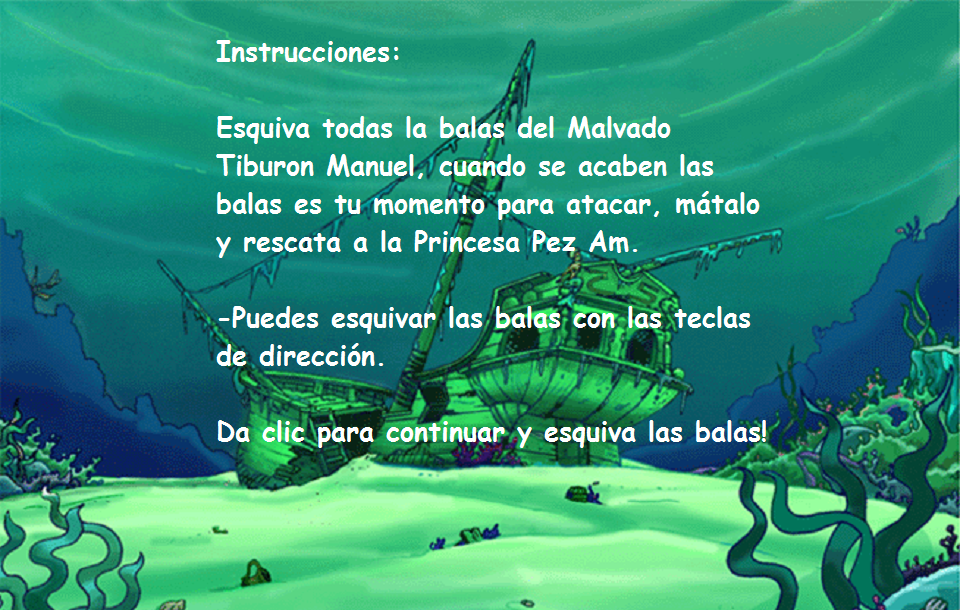 Instrucciones:
Esquiva todas la balas del Malvado
Tiburon Manuel, cuando se acaben las
balas es tu momento para atacar, mátalo
y rescata a la Princesa Pez Am.
-Puedes esquivar las balas con las teclas
de dirección.
Da clic para continuar y esquiva las balas!